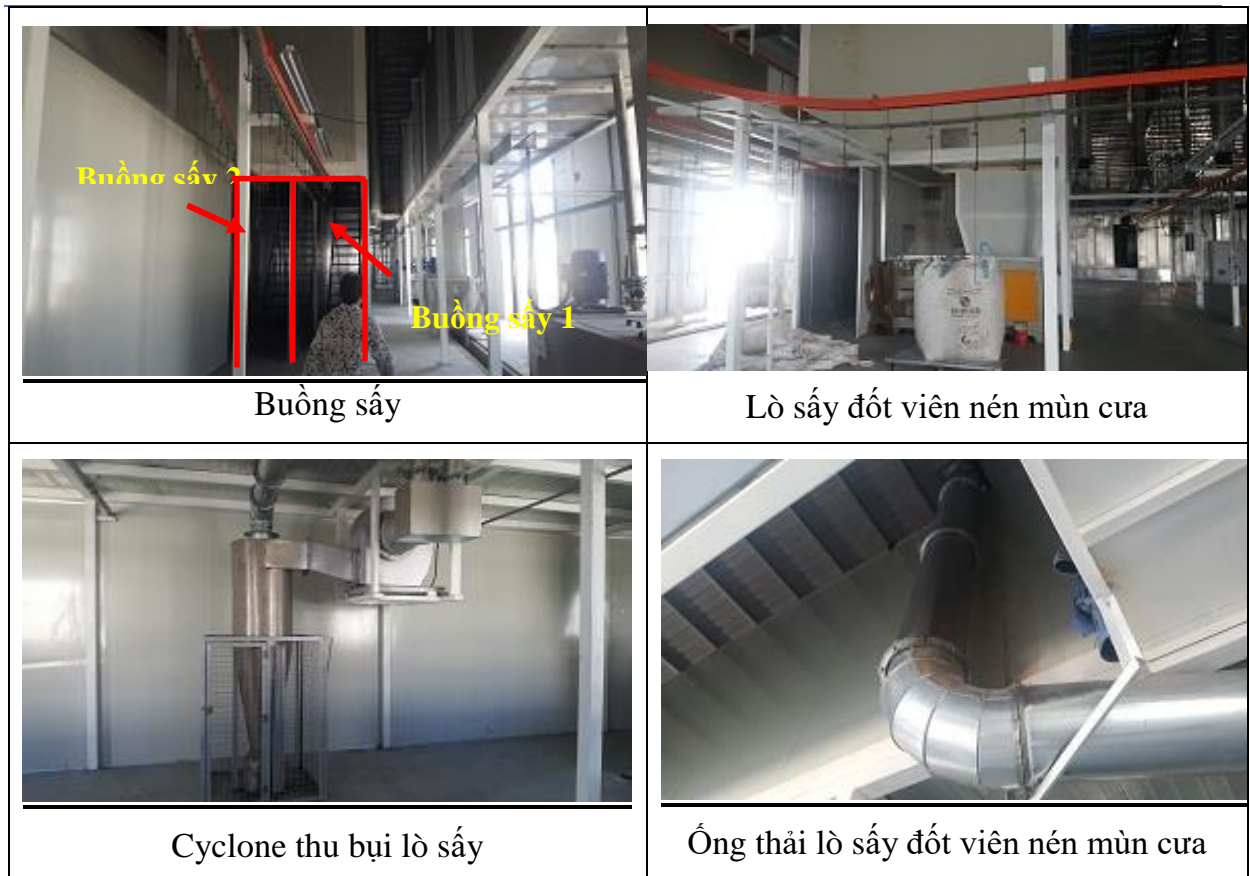 Buồng sấy 2
Buồng sấy 1
Buồng sấy
Lò sấy đốt viên nén mùn cưa
Cyclone thu bụi lò sấy
Ống thải lò sấy đốt viên nén mùn cưa